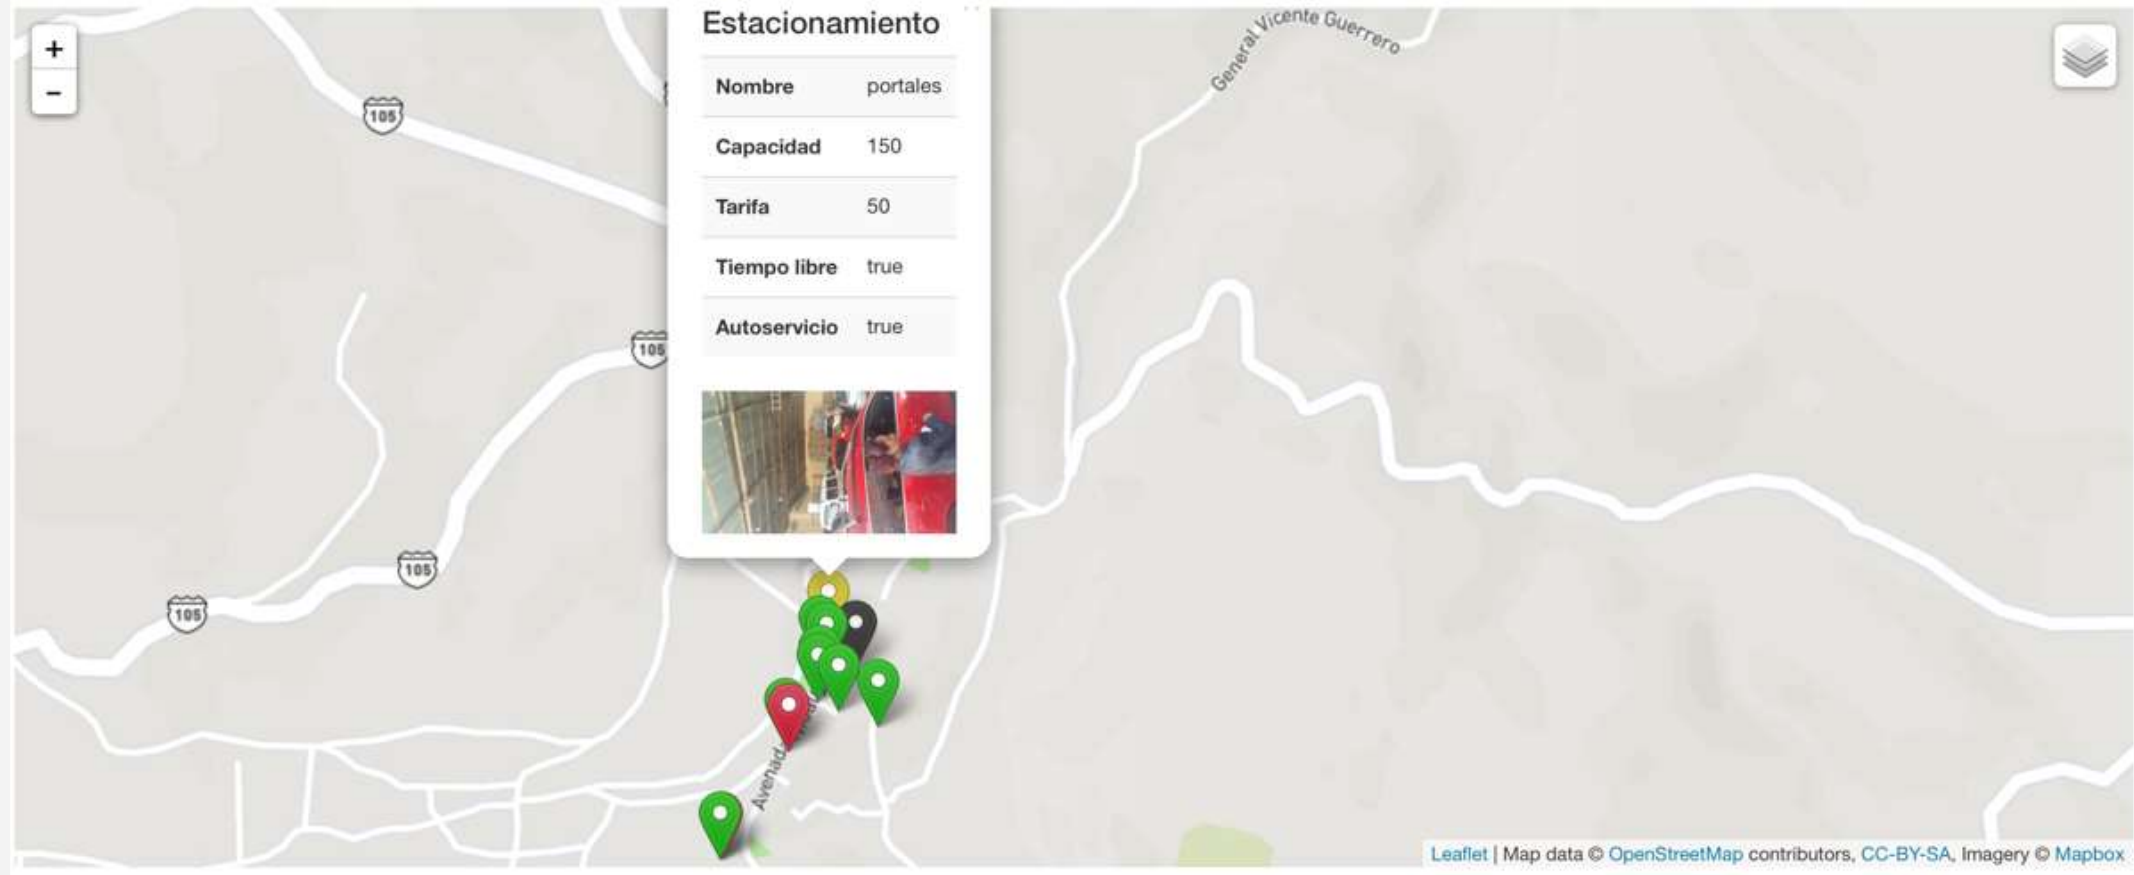 Estacionamiento
Nombre portales
Capacidad 150
Tarifa 50
Tiempo libre true
Autoservicio true
+
−
General Vicente Guerrero
105
105
105
105
Leaflet | Map data © OpenStreetMap contributors, CC-BY-SA, Imagery © Mapbox